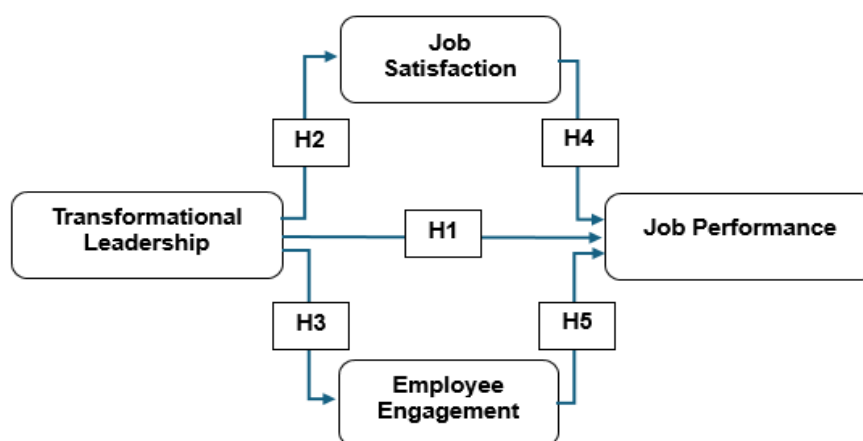 Job
Satisfaction
H2
H4
Transformational
Leadership
H1
Job Performance
H3
H5
Employee
Engagement